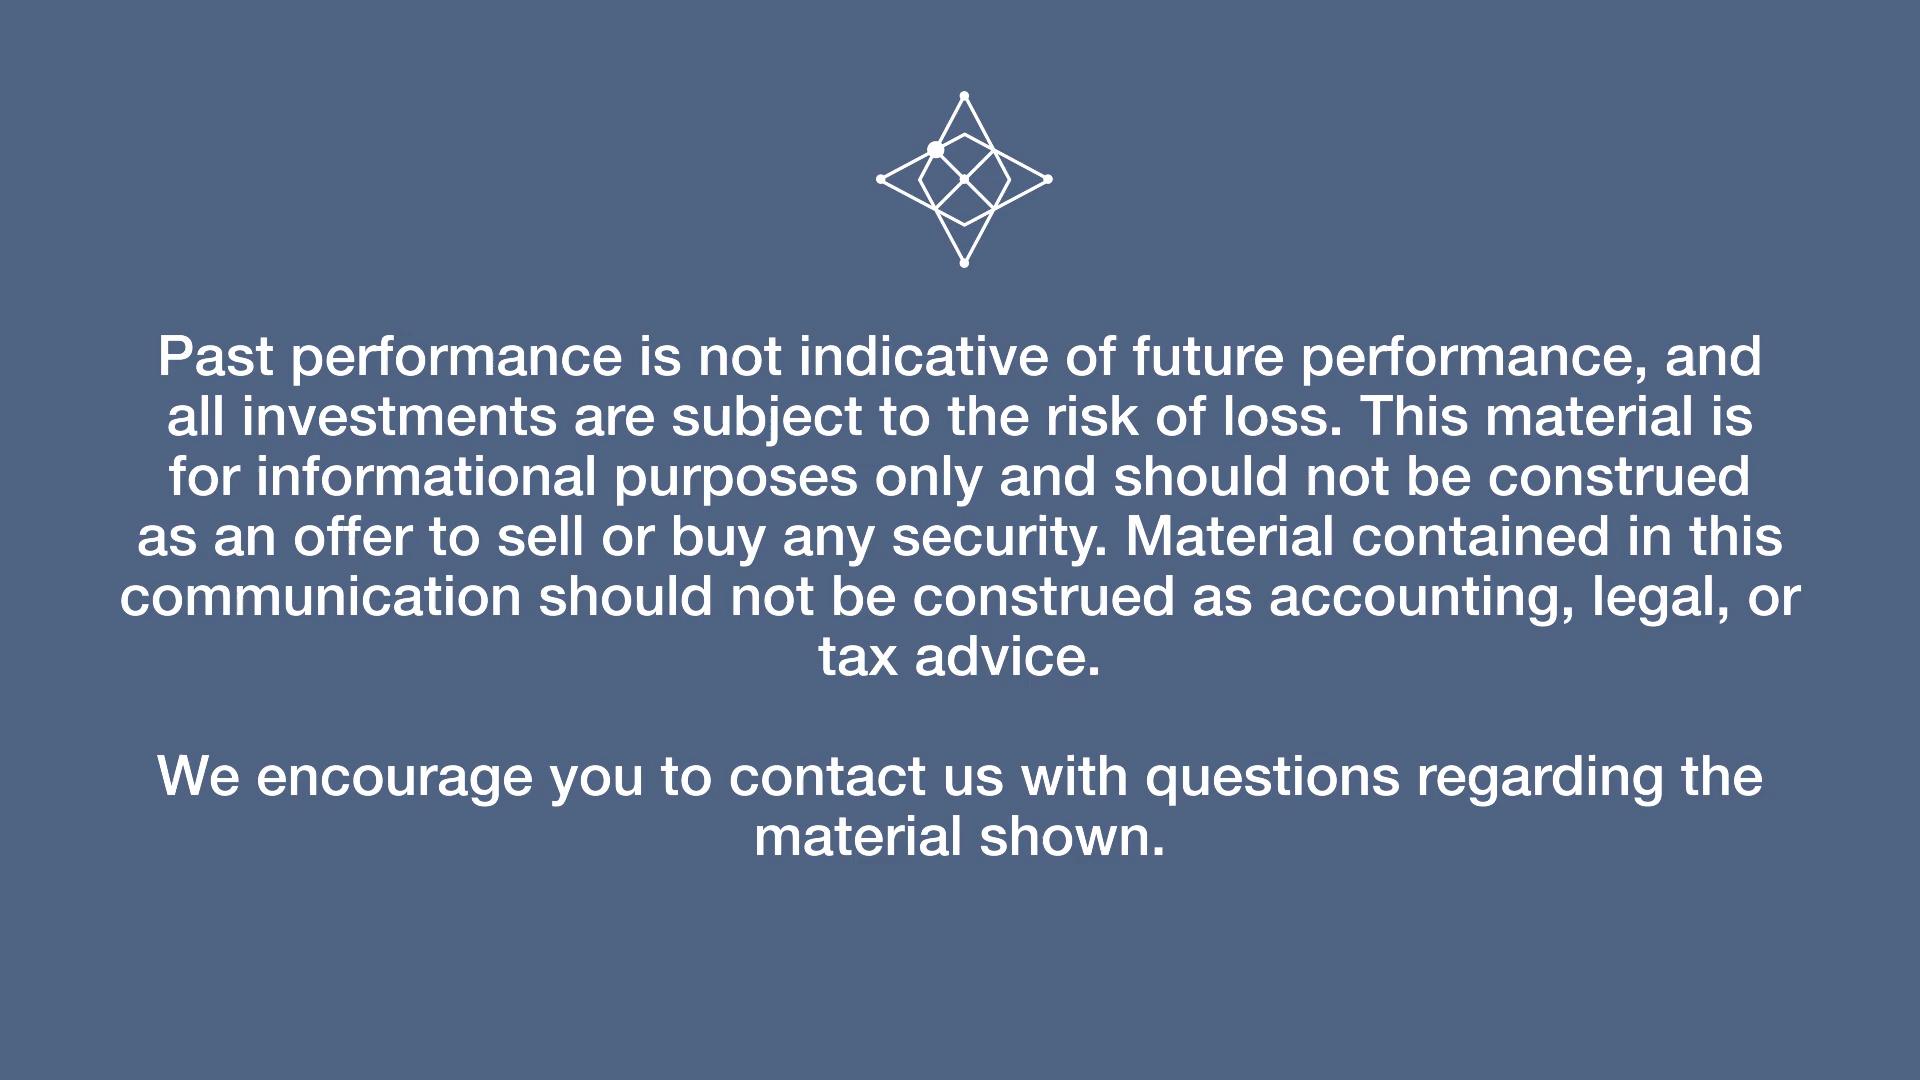 Past performance is not indicative of future performance, and
all investments are subject to the risk of loss. This material is
for informational purposes only and should not be construed
as an offer to sell or buy any security. Material contained in this
communication should not be construed as accounting, legal, or
tax advice.
We encourage you to contact us with questions regarding the
material shown.